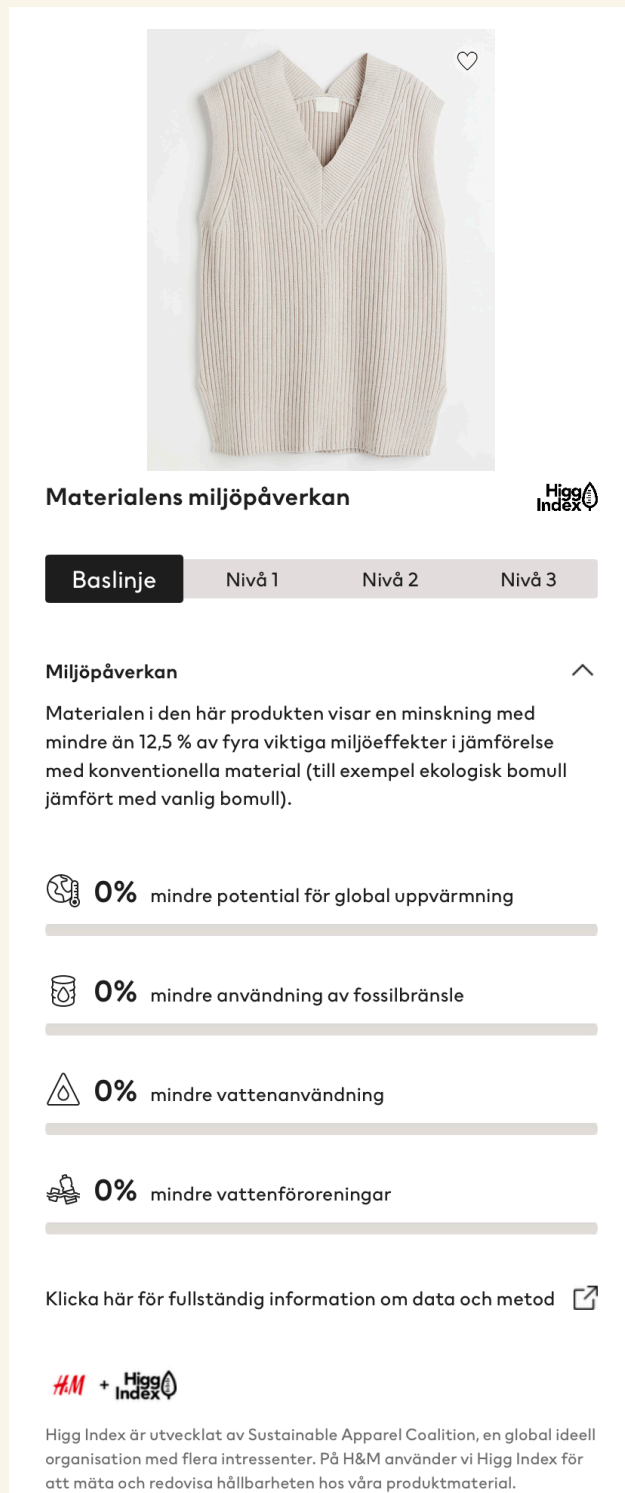 Materialens miljöpåverkan
Higg
Index
Baslinje
Nivå 1
Nivå 2
Nivå 3
Miljöpåverkan
Materialen i den här produkten visar en minskning med
mindre än 12,5 % av fyra viktiga miljöeffekter i jämförelse
med konventionella material (till exempel ekologisk bomull
jämfört med vanlig bomull).
0% mindre potential för global uppvärmning
0% mindre användning av fossilbränsle
0% mindre vattenanvändning
0% mindre vattenföroreningar
Klicka här för fullständig information om data och metod
H&M + Higg
Index
Higg Index är utvecklat av Sustainable Apparel Coalition, en global ideell
organisation med flera intressenter. På H&M använder vi Higg Index för
att mäta och redovisa hållbarheten hos våra produktmaterial.